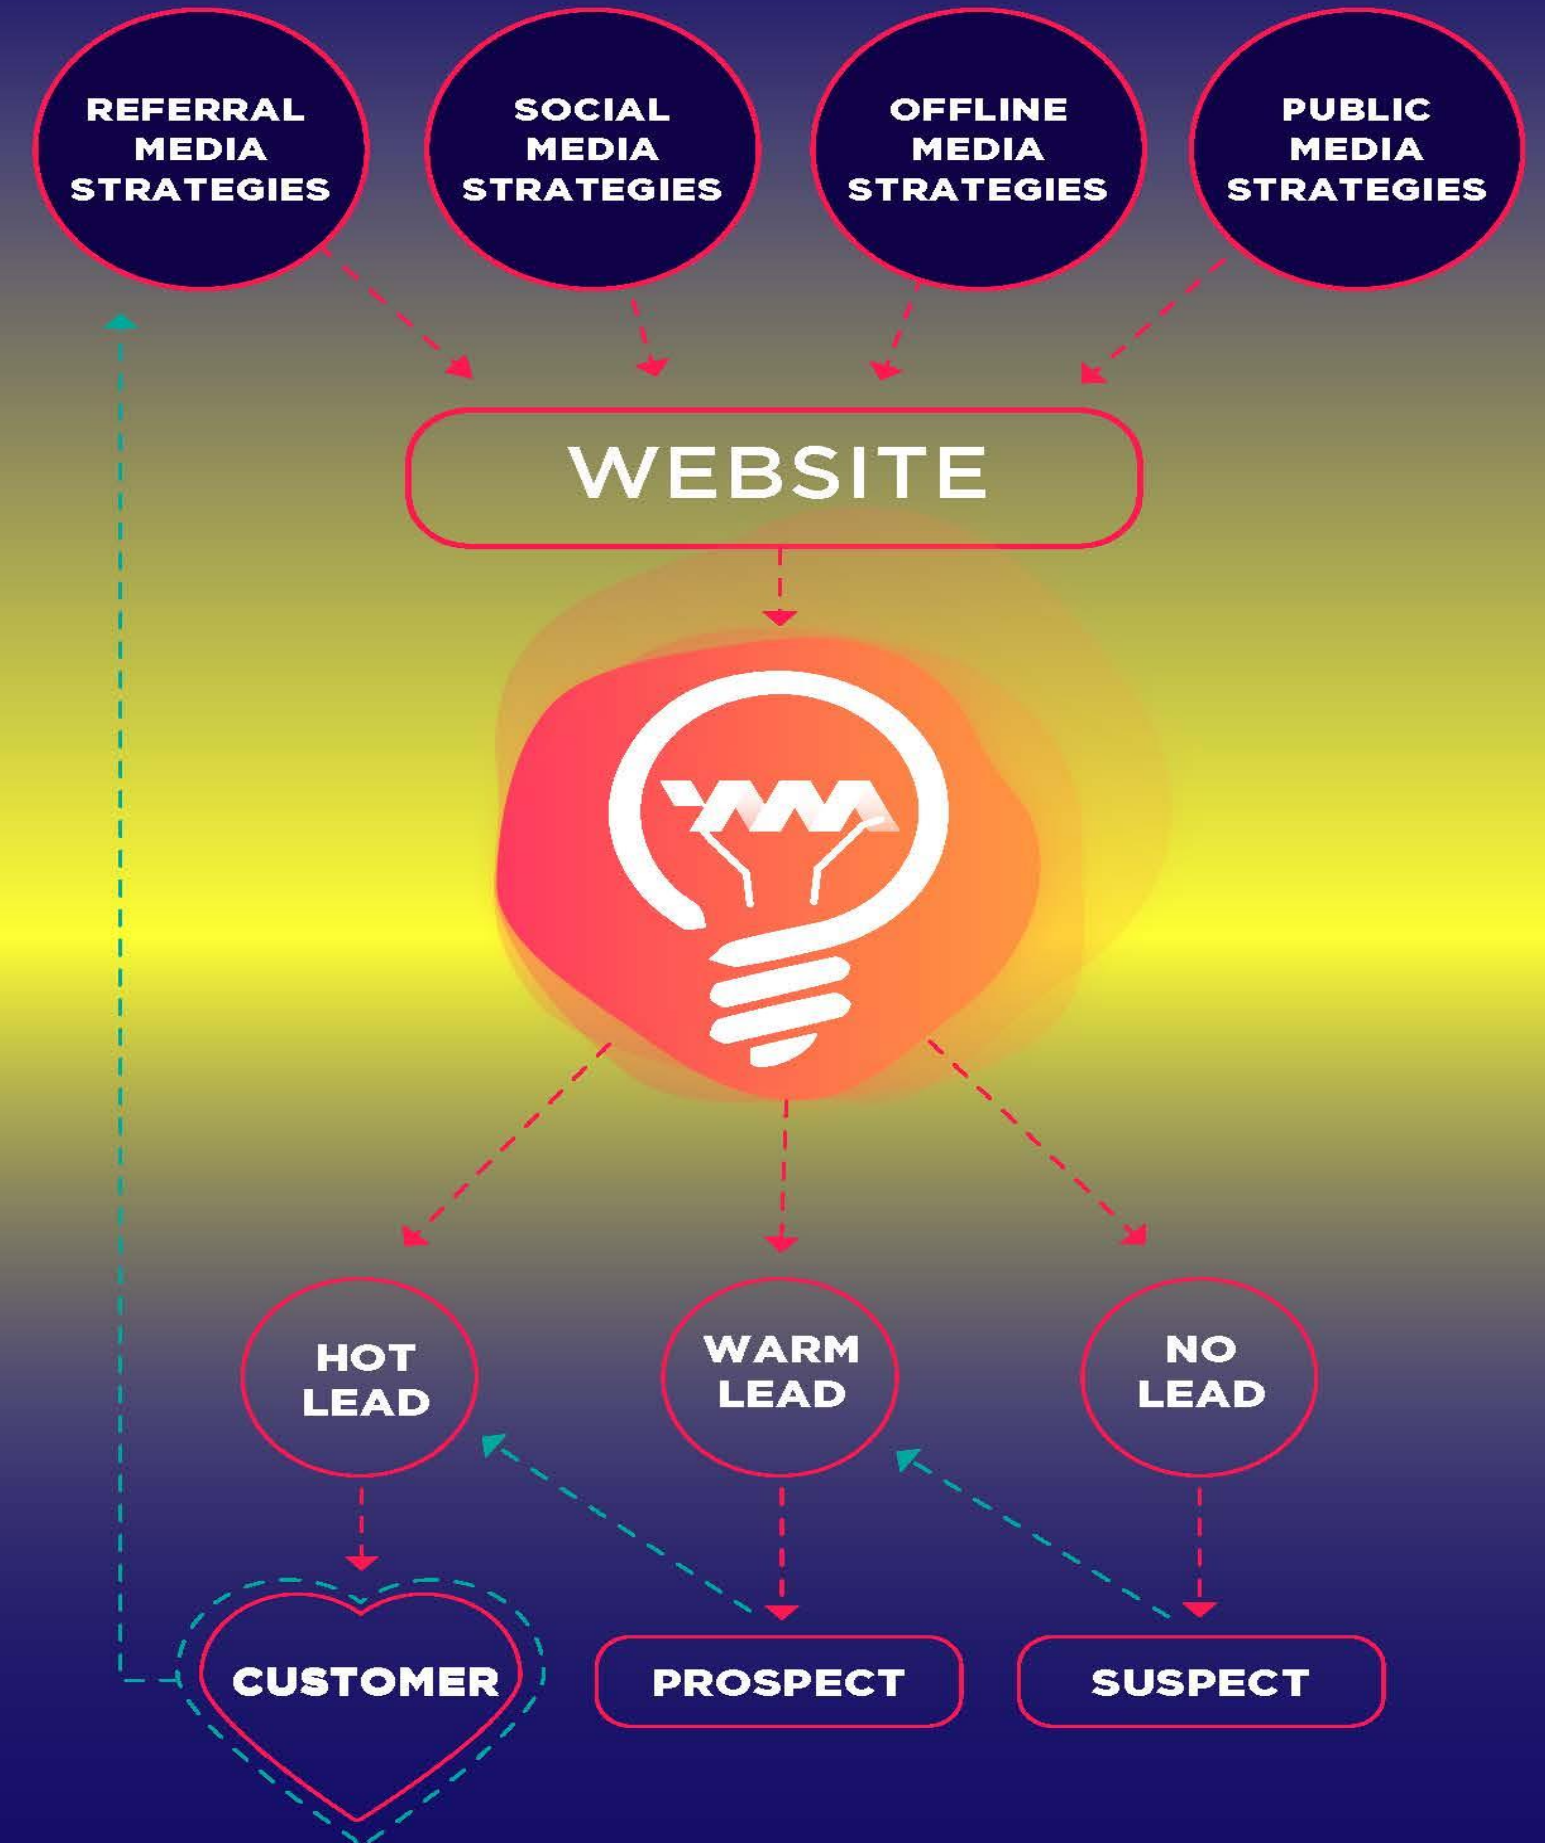 REFERRAL
MEDIA
STRATEGIES
SOCIAL
MEDIA
STRATEGIES
OFFLINE
MEDIA
STRATEGIES
PUBLIC
MEDIA
STRATEGIES
WEBSITE
HOT
LEAD
WARM
LEAD
NO
LEAD
CUSTOMER
PROSPECT
SUSPECT